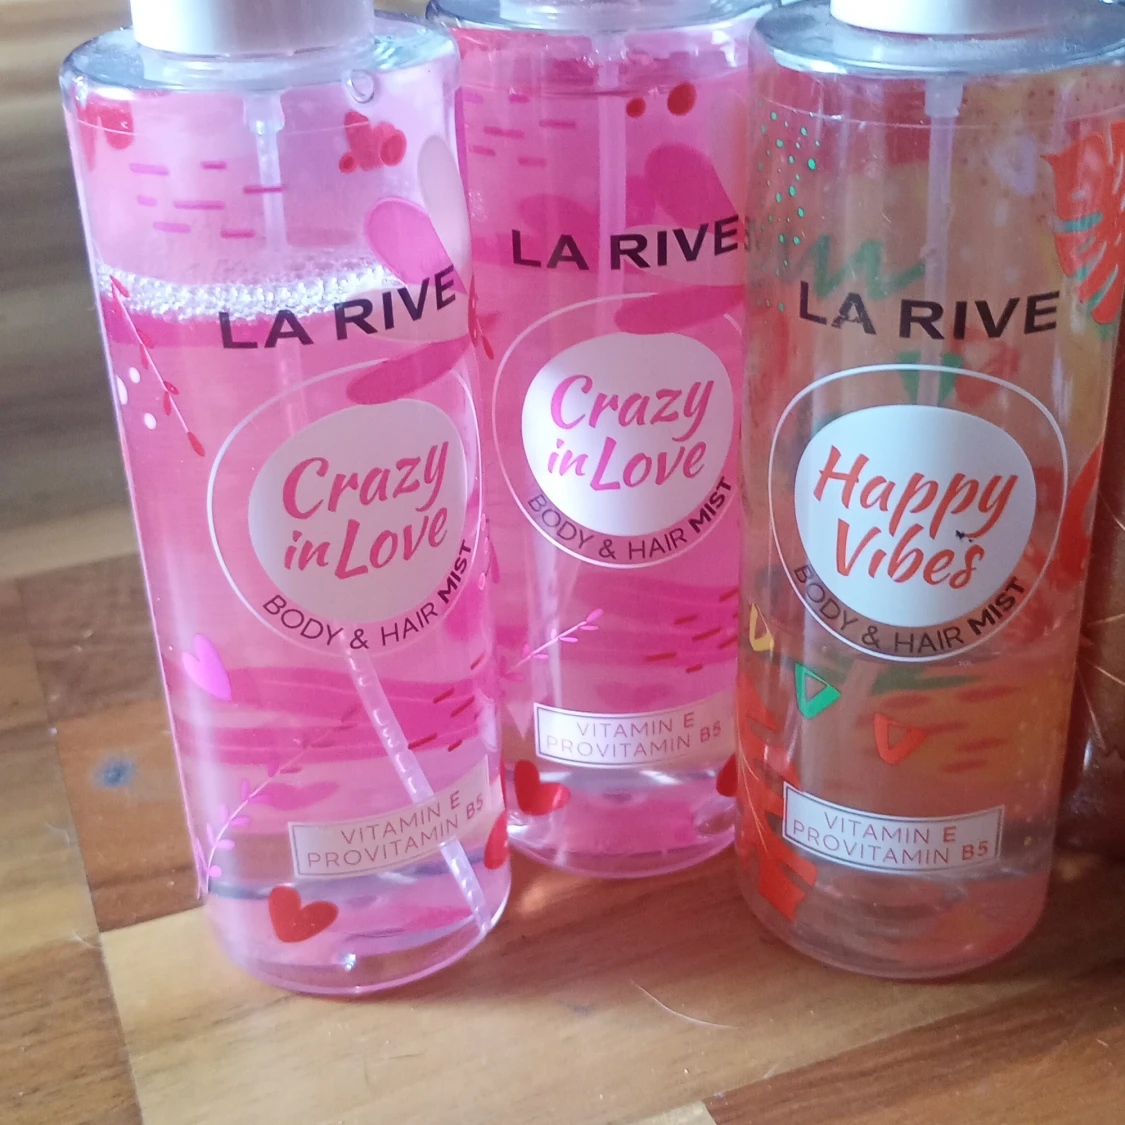 LA RIVE
Crazy
in Love
BODY & HAIR MIST
VITAMIN E
PROVITAMIN B5
LA RIVE
Crazy
in Love
BODY & HAIR MIST
VITAMIN E
PROVITAMIN B5
LA RIVE
Happy
Vibes
BODY & HAIR MIST
VITAMIN E
PROVITAMIN B5